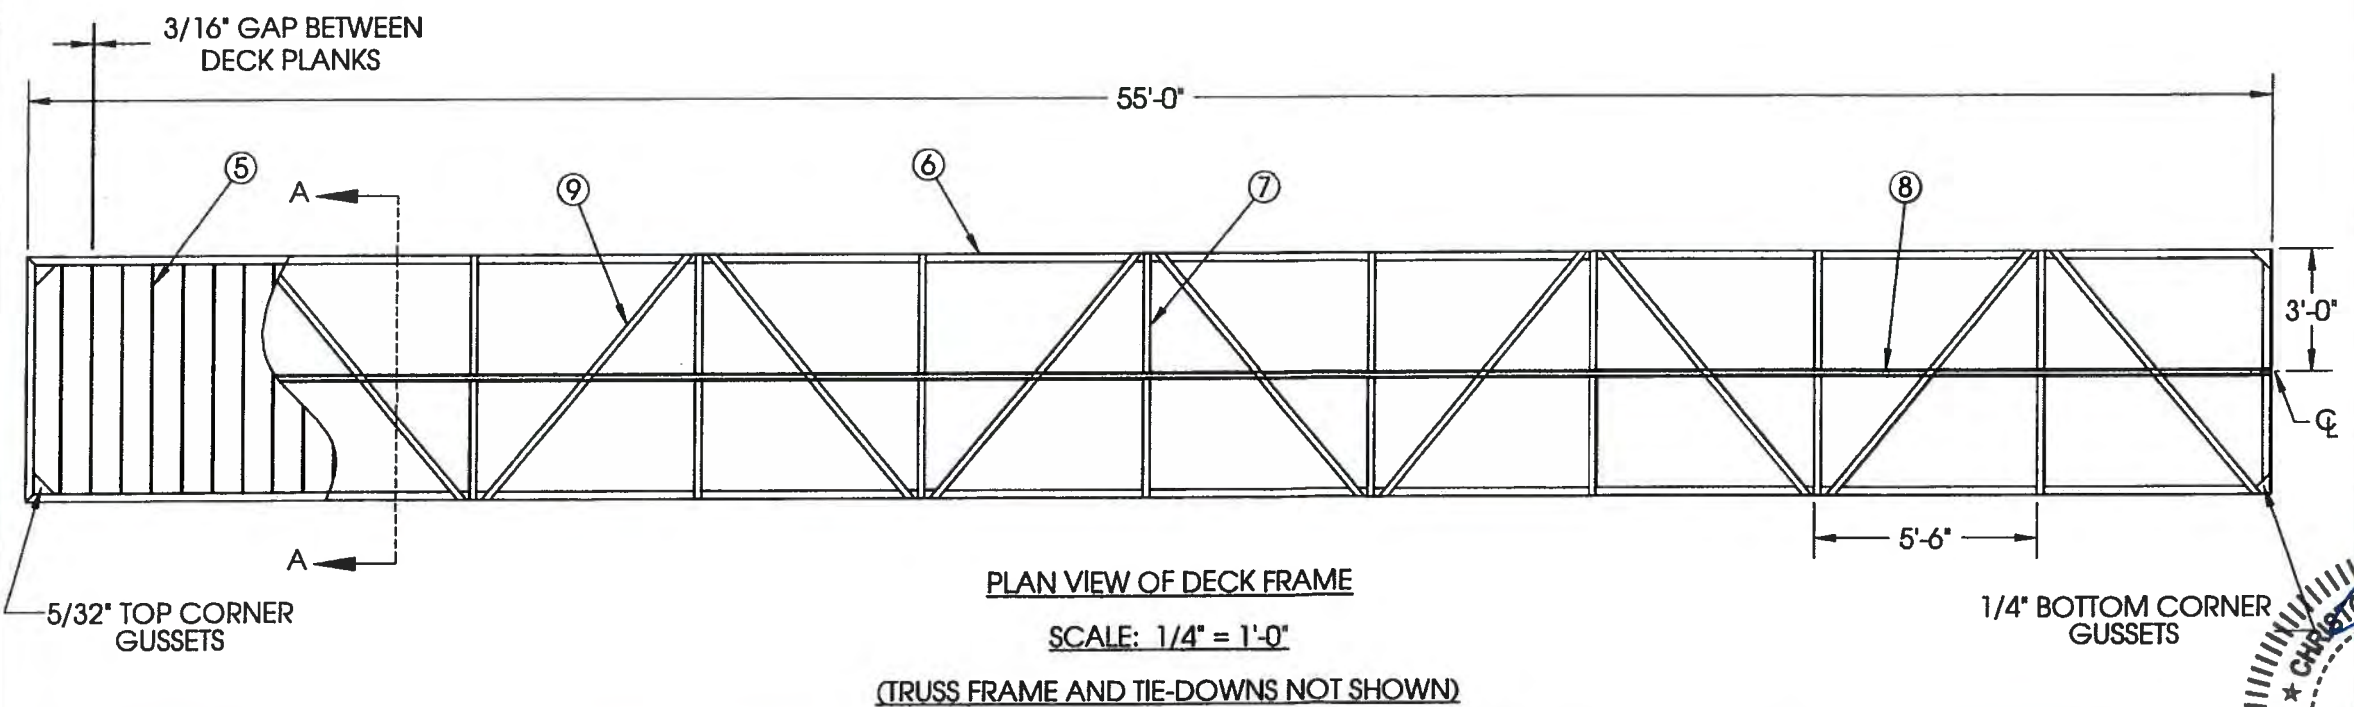 3/16" GAP BETWEEN
DECK PLANKS
55'-0"
5
6
7
8
9
A
3'-0"
℄
A
5'-6"
5/32" TOP CORNER
GUSSETS
PLAN VIEW OF DECK FRAME
SCALE: 1/4" = 1'-0"
(TRUSS FRAME AND TIE-DOWNS NOT SHOWN)
1/4" BOTTOM CORNER
GUSSETS